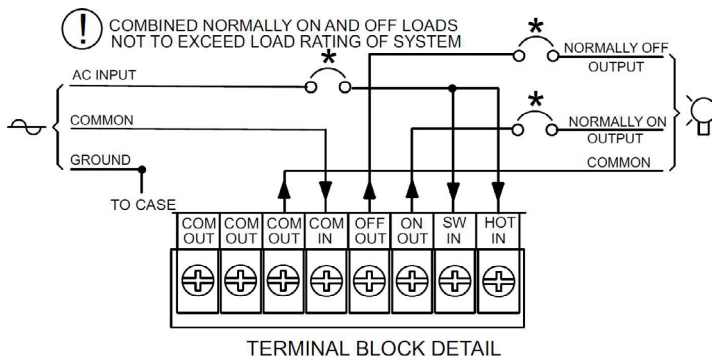 ! COMBINED NORMALLY ON AND OFF LOADS
NOT TO EXCEED LOAD RATING OF SYSTEM
*
NORMALLY OFF
OUTPUT
AC INPUT
*
COMMON
*
NORMALLY ON
OUTPUT
GROUND
COMMON
TO CASE
COM OUT
COM OUT
COM OUT
COM IN
OFF OUT
ON OUT
SW IN
HOT IN
TERMINAL BLOCK DETAIL